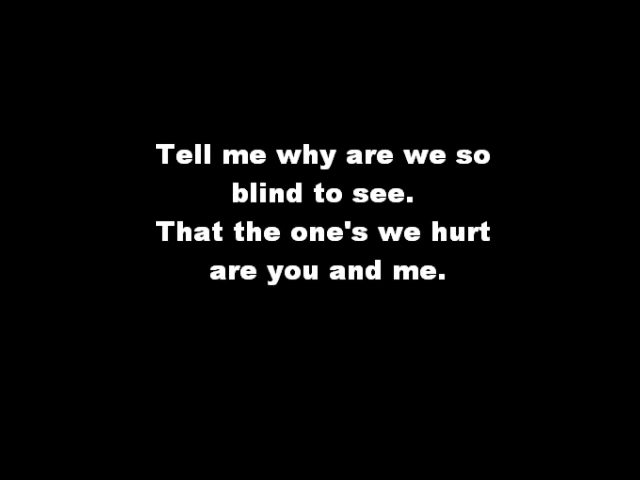 Tell me why are we so
blind to see.
That the one's we hurt
are you and me.